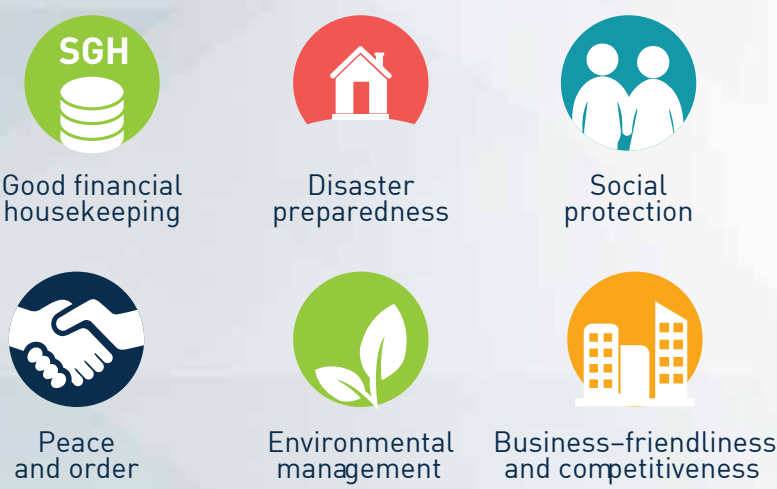 SGH
Good financial
housekeeping
Disaster
preparedness
Social
protection
Peace
and order
Environmental
management
Business–friendliness
and competitiveness